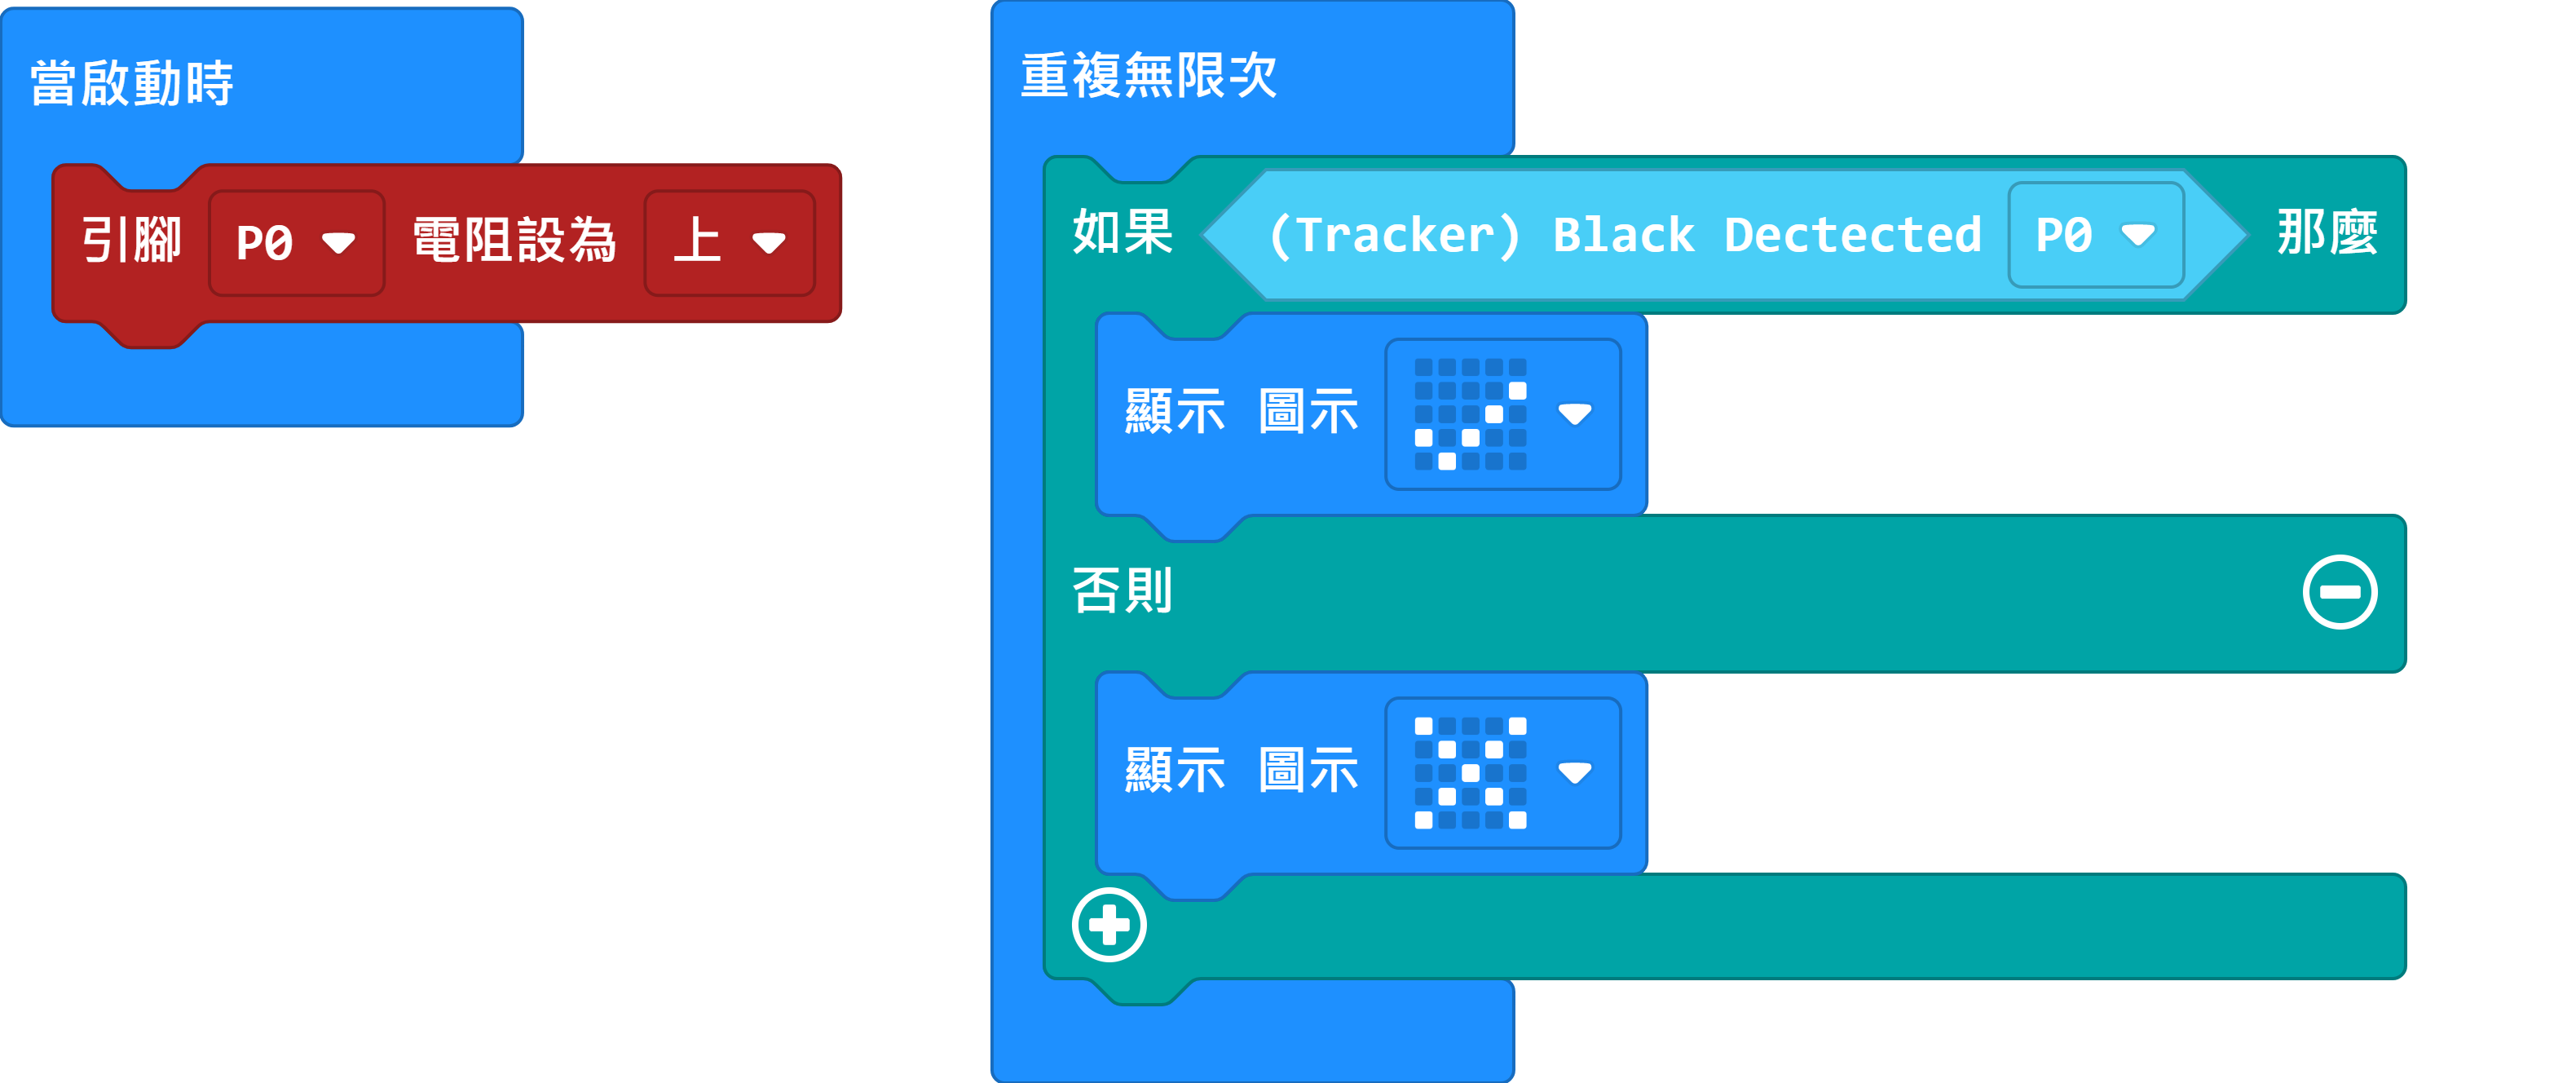 當啟動時
引腳 P0 電阻設為 上
重複無限次
如果 (Tracker) Black Dectected P0 那麼
顯示 圖示
否則
顯示 圖示